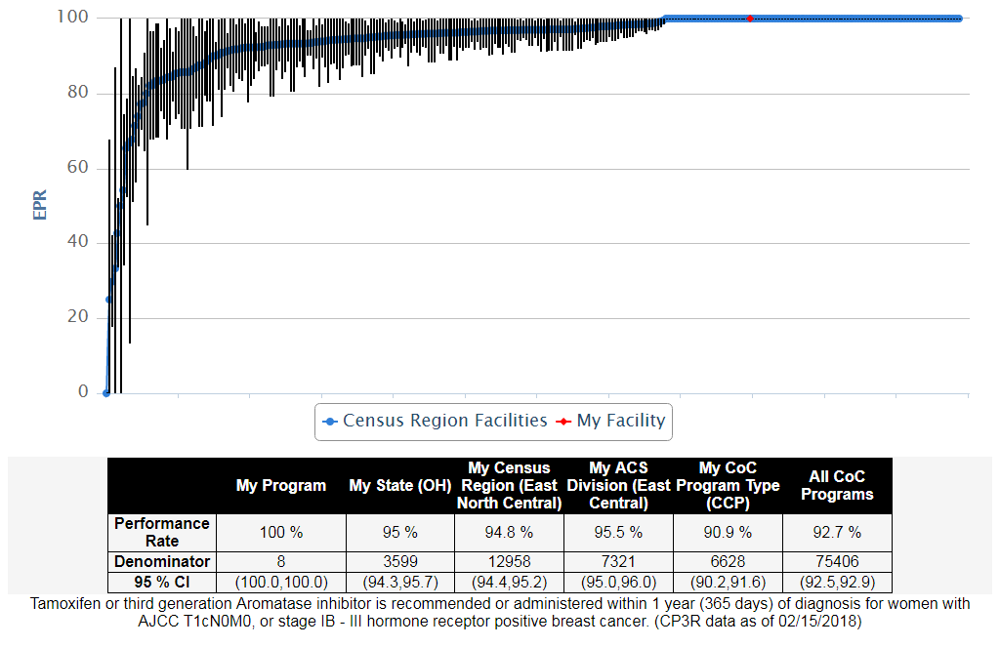 100
80
60
40
20
0
EPR
Census Region Facilities My Facility
My Program My State (OH) My Census Region (East North Central) My ACS Division (East Central) My CoC Program Type (CCP) All CoC Programs
Performance Rate 100 % 95 % 94.8 % 95.5 % 90.9 % 92.7 %
Denominator 8 3599 12958 7321 6628 75406
95 % CI (100.0,100.0) (94.3,95.7) (94.4,95.2) (95.0,96.0) (90.2,91.6) (92.5,92.9)
Tamoxifen or third generation Aromatase inhibitor is recommended or administered within 1 year (365 days) of diagnosis for women with
AJCC T1cN0M0, or stage IB - III hormone receptor positive breast cancer. (CP3R data as of 02/15/2018)